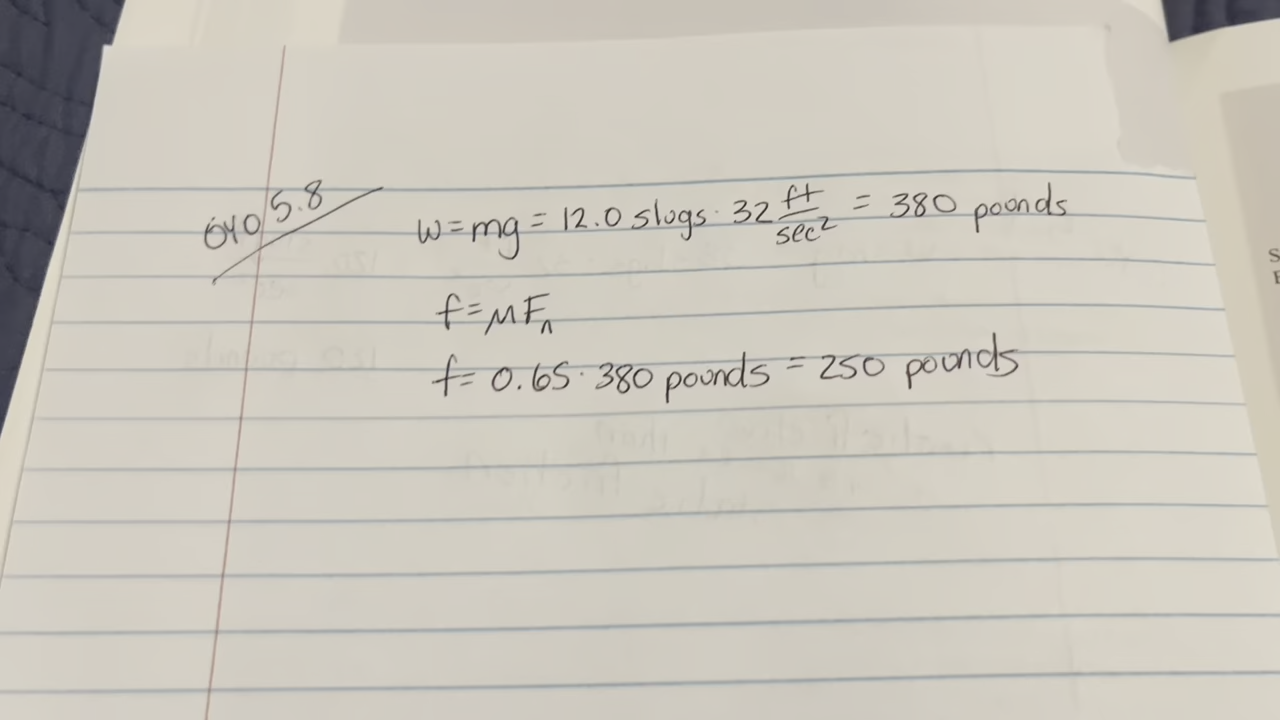 640 5.8
w=mg = 12.0 slugs · 32 ft/sec² = 380 pounds
f=μFn
f= 0.65 · 380 pounds = 250 pounds